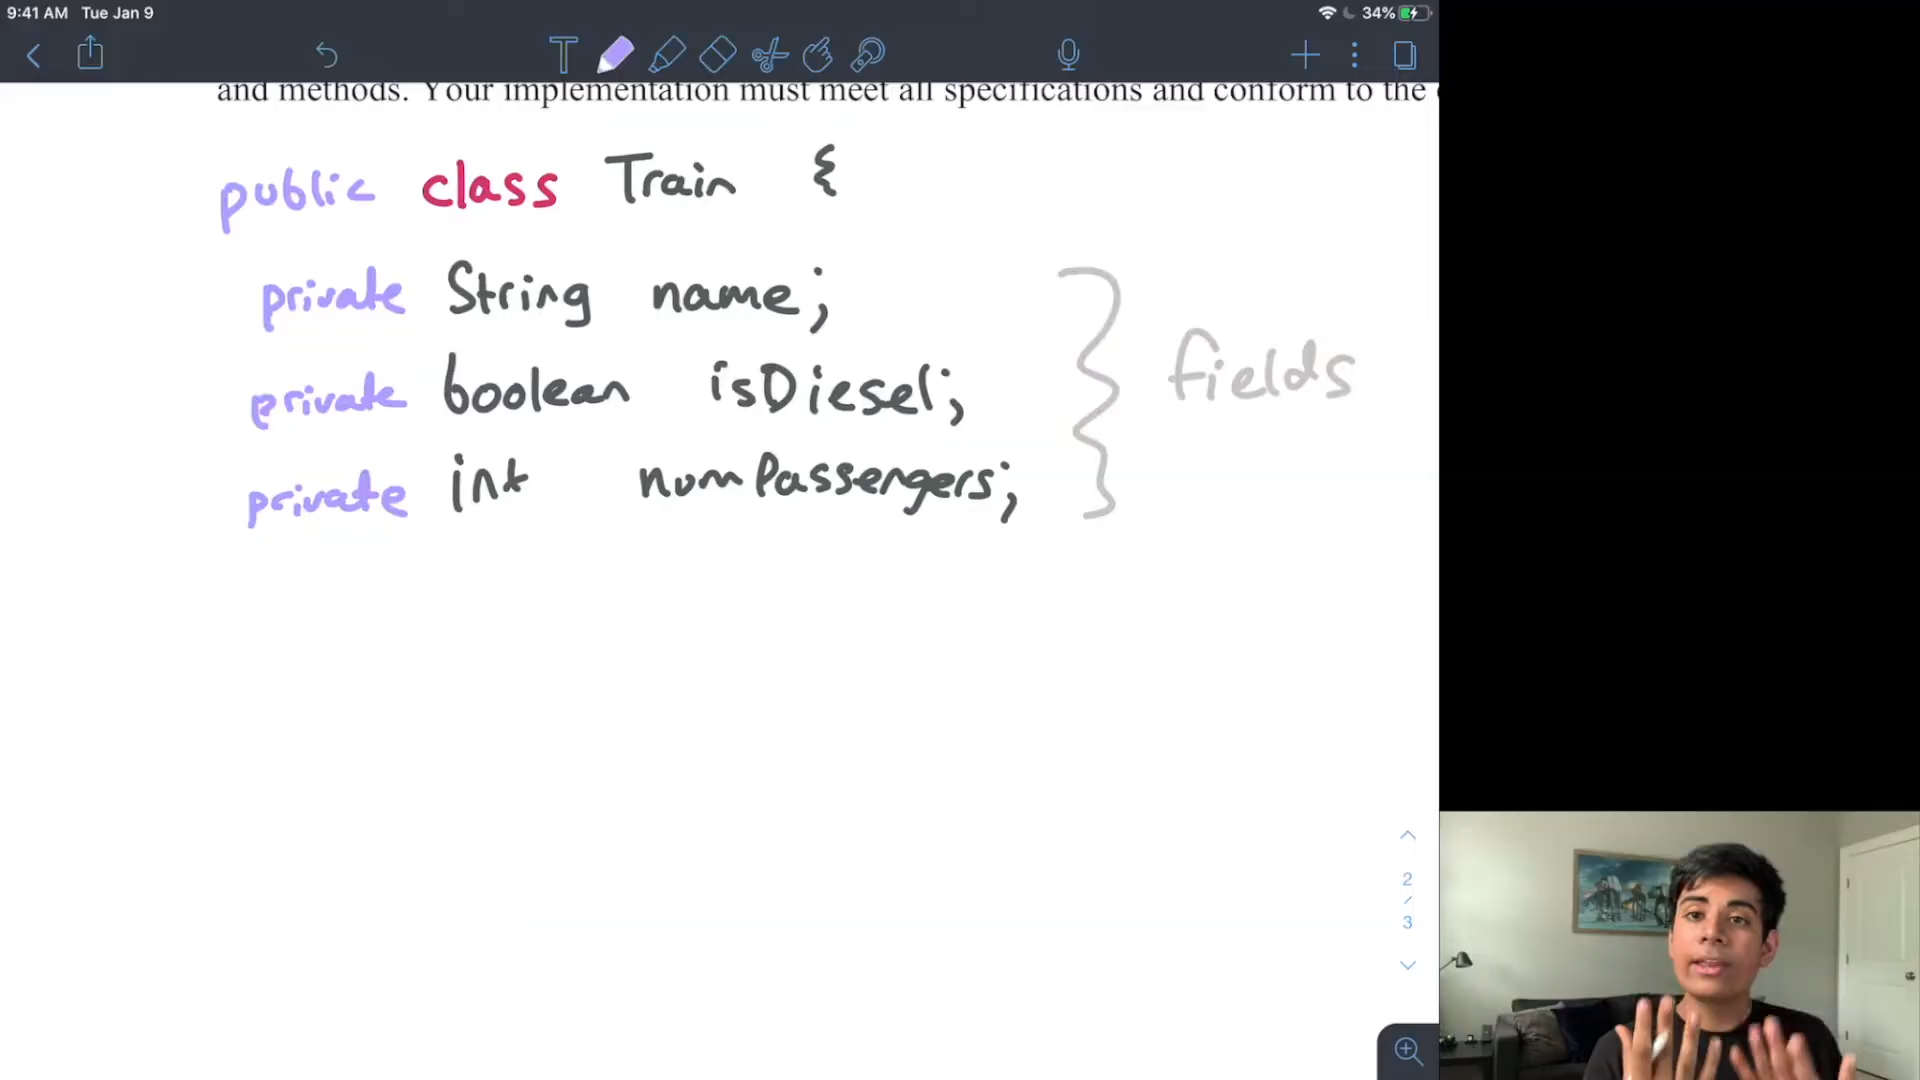 9:41 AM Tue Jan 9 34%
T
and methods. Your implementation must meet all specifications and conform to the
public class Train {
private String name;
private boolean isDiesel;
private int numPassengers;
fields
2
3